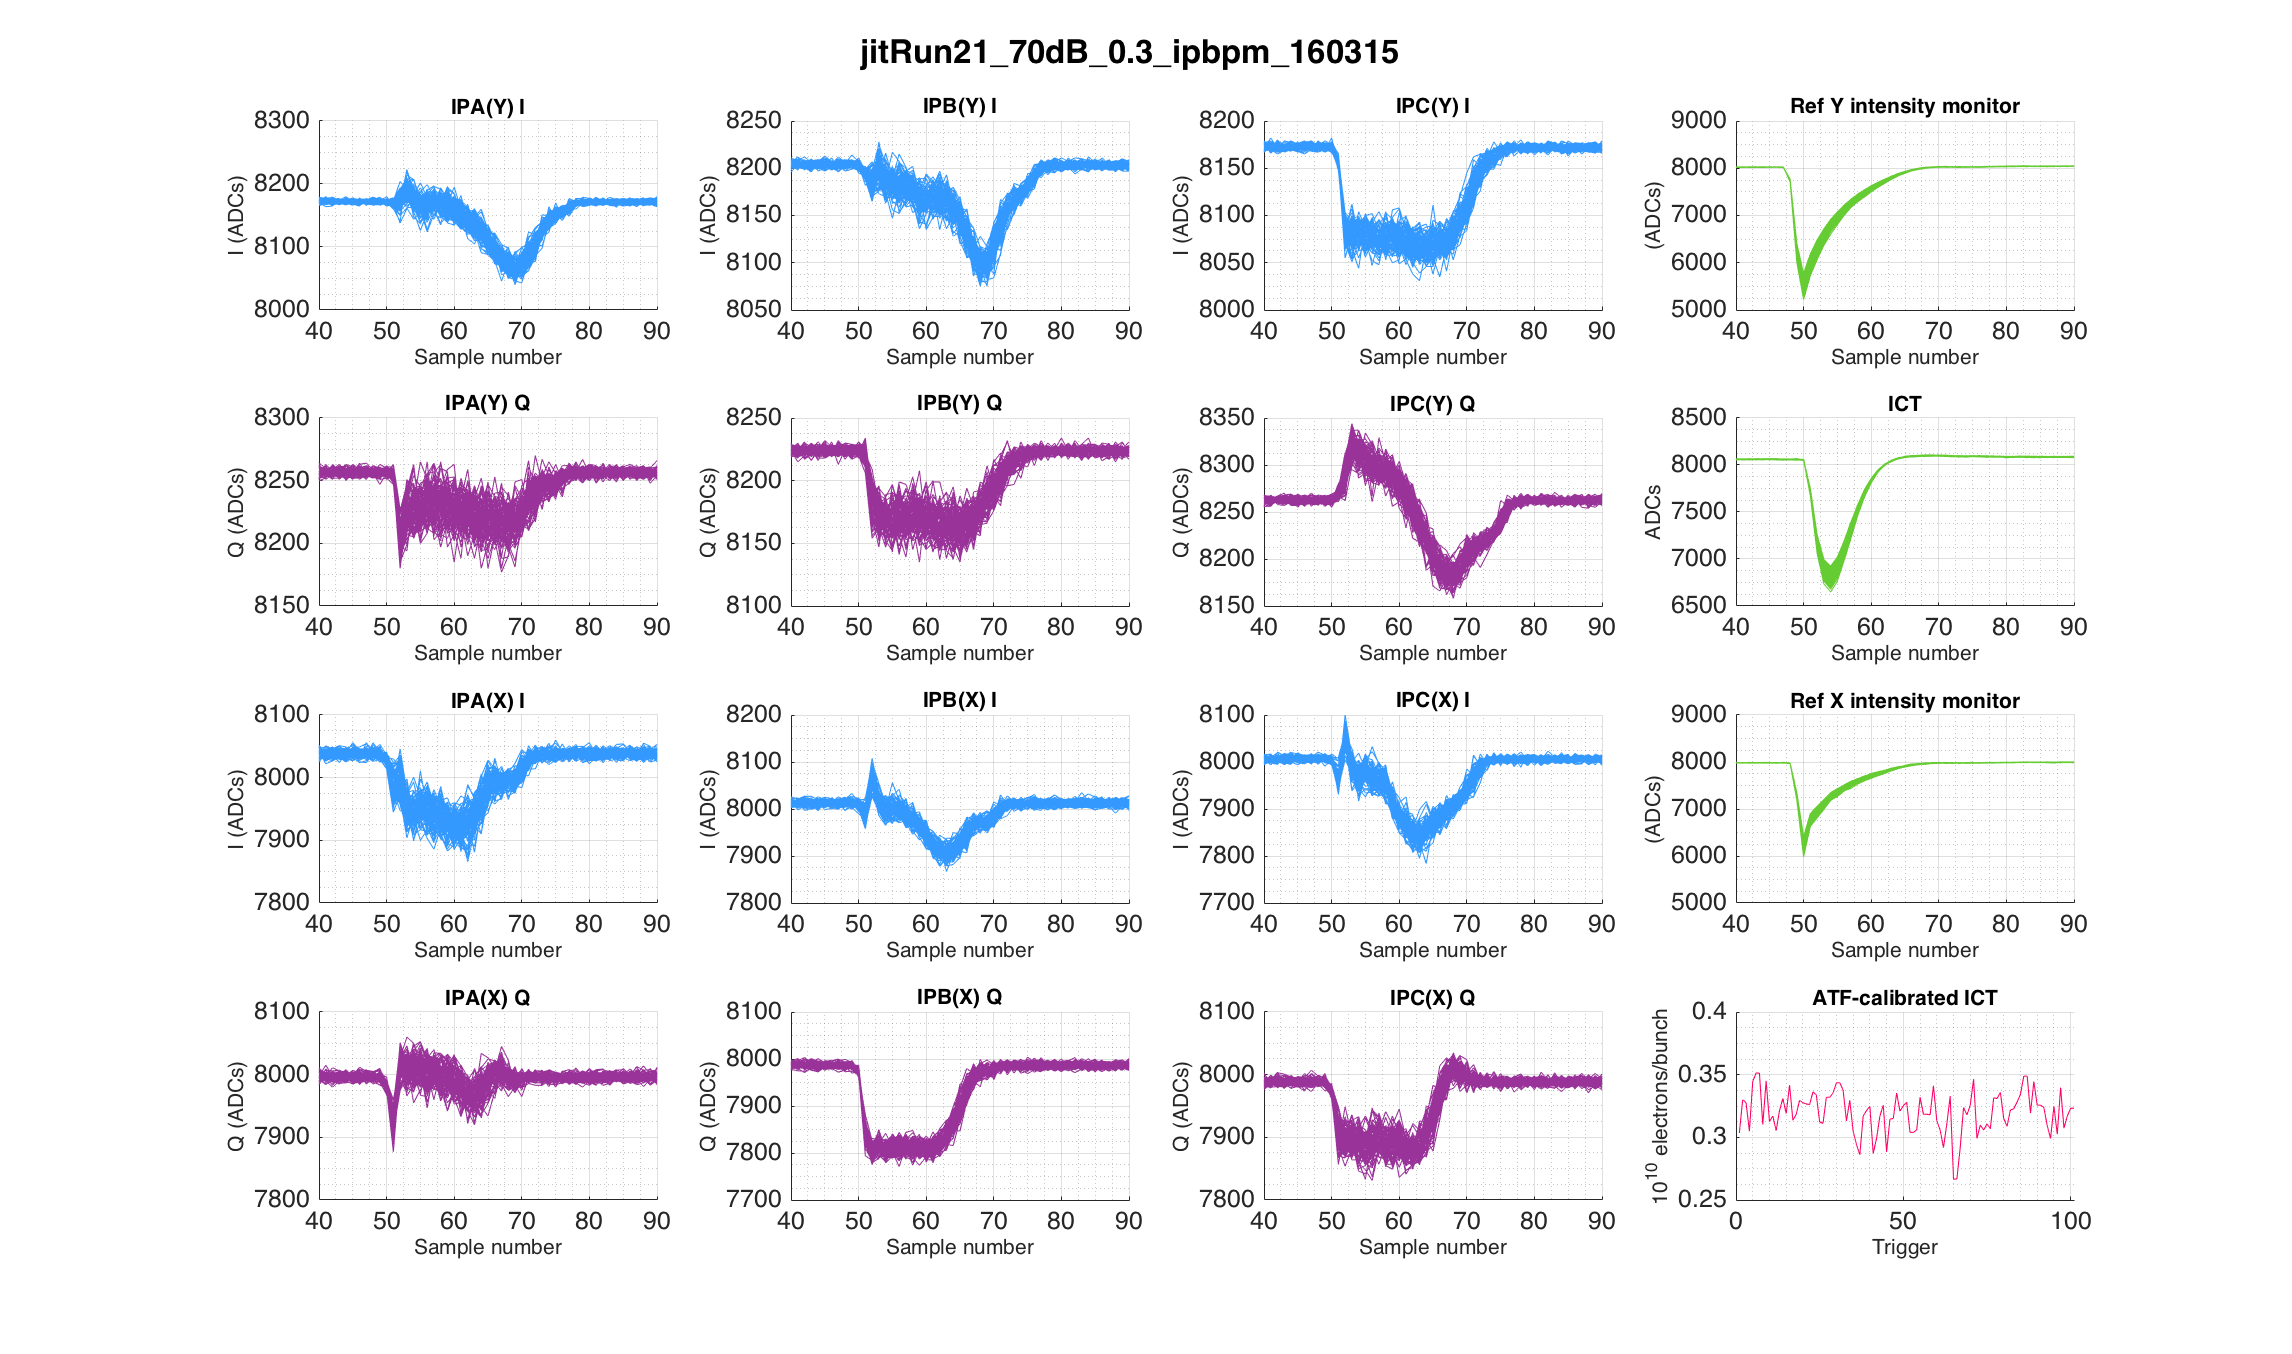 jitRun21_70dB_0.3_ipbpm_160315
IPA(Y) I
8300
8200
8100
8000
I (ADCs)
40 50 60 70 80 90
Sample number
IPB(Y) I
8250
8200
8150
8100
8050
I (ADCs)
40 50 60 70 80 90
Sample number
IPC(Y) I
8200
8150
8100
8050
8000
I (ADCs)
40 50 60 70 80 90
Sample number
Ref Y intensity monitor
9000
8000
7000
6000
5000
(ADCs)
40 50 60 70 80 90
Sample number
IPA(Y) Q
8300
8250
8200
8150
Q (ADCs)
40 50 60 70 80 90
Sample number
IPB(Y) Q
8250
8200
8150
8100
Q (ADCs)
40 50 60 70 80 90
Sample number
IPC(Y) Q
8350
8300
8250
8200
8150
Q (ADCs)
40 50 60 70 80 90
Sample number
ICT
8500
8000
7500
7000
6500
ADCs
40 50 60 70 80 90
Sample number
IPA(X) I
8100
8000
7900
7800
I (ADCs)
40 50 60 70 80 90
Sample number
IPB(X) I
8200
8100
8000
7900
7800
I (ADCs)
40 50 60 70 80 90
Sample number
IPC(X) I
8100
8000
7900
7800
7700
I (ADCs)
40 50 60 70 80 90
Sample number
Ref X intensity monitor
9000
8000
7000
6000
5000
(ADCs)
40 50 60 70 80 90
Sample number
IPA(X) Q
8100
8000
7900
7800
Q (ADCs)
40 50 60 70 80 90
Sample number
IPB(X) Q
8100
8000
7900
7800
7700
Q (ADCs)
40 50 60 70 80 90
Sample number
IPC(X) Q
8100
8000
7900
7800
Q (ADCs)
40 50 60 70 80 90
Sample number
ATF-calibrated ICT
0.4
0.35
0.3
0.25
10^10 electrons/bunch
0 50 100
Trigger